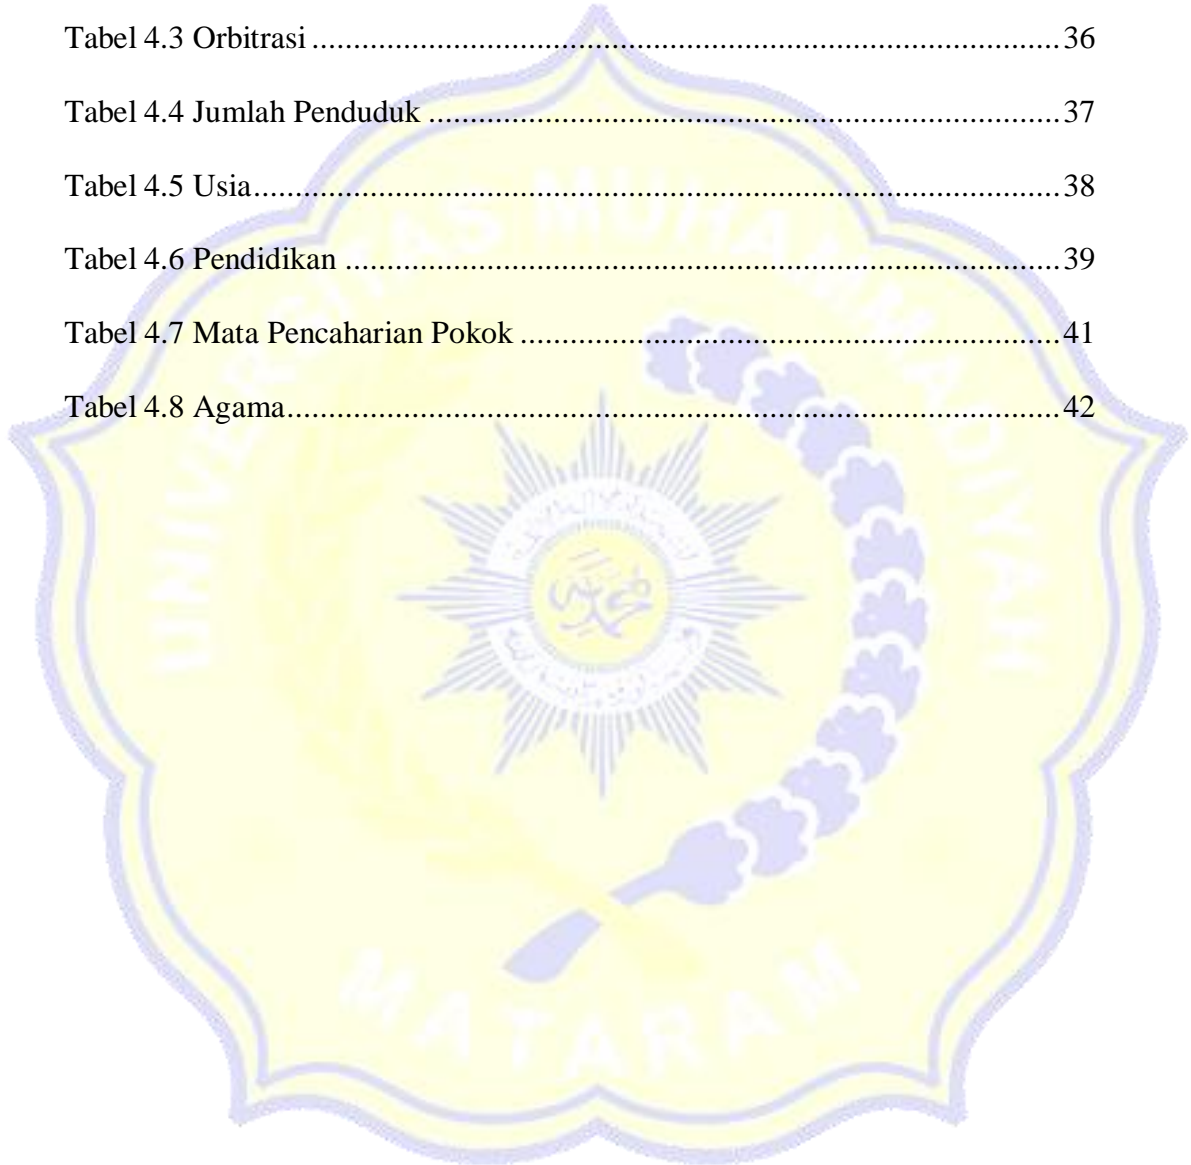 Tabel 4.3 Orbitrasi ................................................................................................ 36
Tabel 4.4 Jumlah Penduduk ................................................................................ 37
Tabel 4.5 Usia....................................................................................................... 38
Tabel 4.6 Pendidikan ........................................................................................... 39
Tabel 4.7 Mata Pencaharian Pokok .................................................................... 41
Tabel 4.8 Agama................................................................................................... 42
UNIVERSITAS MUHAMMADIYAH
MATARAM